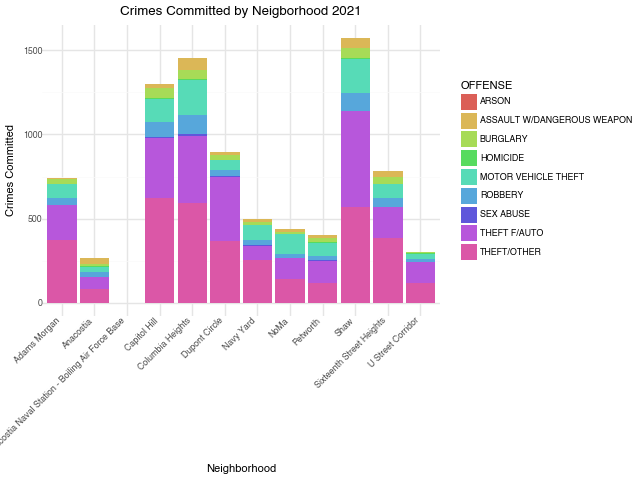 Crimes Committed by Neigborhood 2021
Crimes Committed
1500
1000
500
0
Adams Morgan
Anacostia
costia Naval Station - Boiling Air Force Base
Capitol Hill
Columbia Heights
Dupont Circle
Navy Yard
NoMa
Petworth
Shaw
Sixteenth Street Heights
U Street Corridor
Neighborhood
OFFENSE
ARSON
ASSAULT W/DANGEROUS WEAPON
BURGLARY
HOMICIDE
MOTOR VEHICLE THEFT
ROBBERY
SEX ABUSE
THEFT F/AUTO
THEFT/OTHER